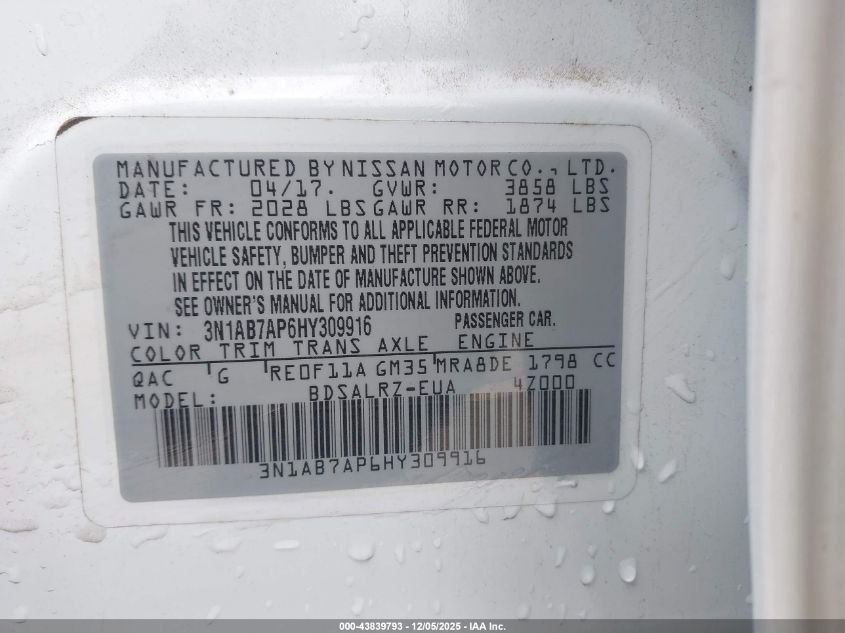 MANUFACTURED BY NISSAN MOTOR CO., LTD.
DATE: 04/17. GVWR: 3858 LBS
GAWR FR: 2028 LBS GAWR RR: 1874 LBS
THIS VEHICLE CONFORMS TO ALL APPLICABLE FEDERAL MOTOR
VEHICLE SAFETY, BUMPER AND THEFT PREVENTION STANDARDS
IN EFFECT ON THE DATE OF MANUFACTURE SHOWN ABOVE.
SEE OWNER'S MANUAL FOR ADDITIONAL INFORMATION.
VIN: 3N1AB7AP6HY309916 PASSENGER CAR.
COLOR TRIM TRANS AXLE ENGINE
QAC G RE0F11A GM35 MRA8DE 1798 CC
MODEL: BDSALRZ-EUA 4Z000
3N1AB7AP6HY309916
000-43839793 - 12/05/2025 - IAA Inc.